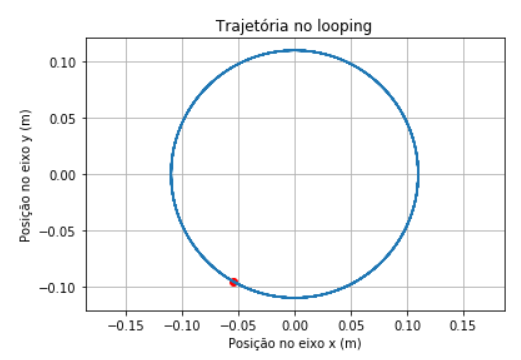 Trajetória no looping
0.10
0.05
0.00
−0.05
−0.10
Posição no eixo y (m)
−0.15 −0.10 −0.05 0.00 0.05 0.10 0.15
Posição no eixo x (m)